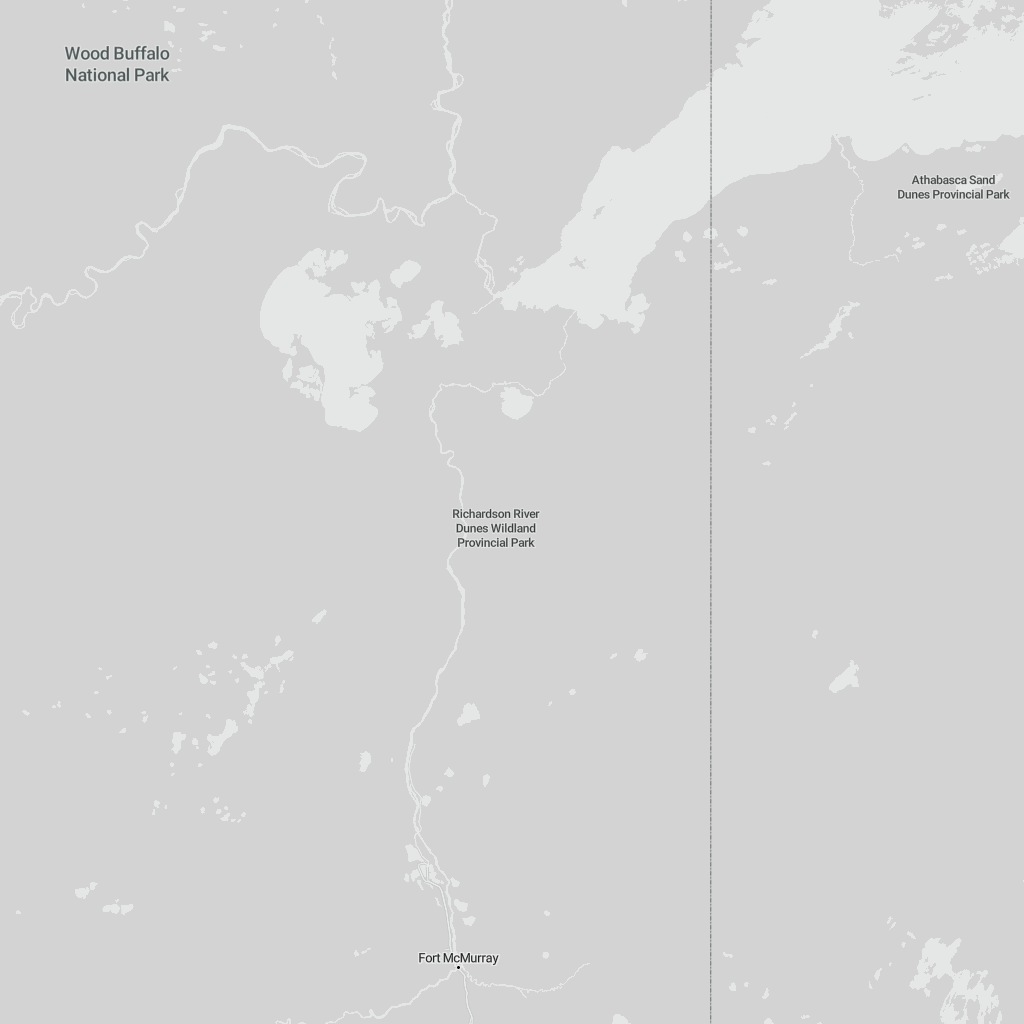 Wood Buffalo
National Park
Athabasca Sand
Dunes Provincial Park
Richardson River
Dunes Wildland
Provincial Park
Fort McMurray